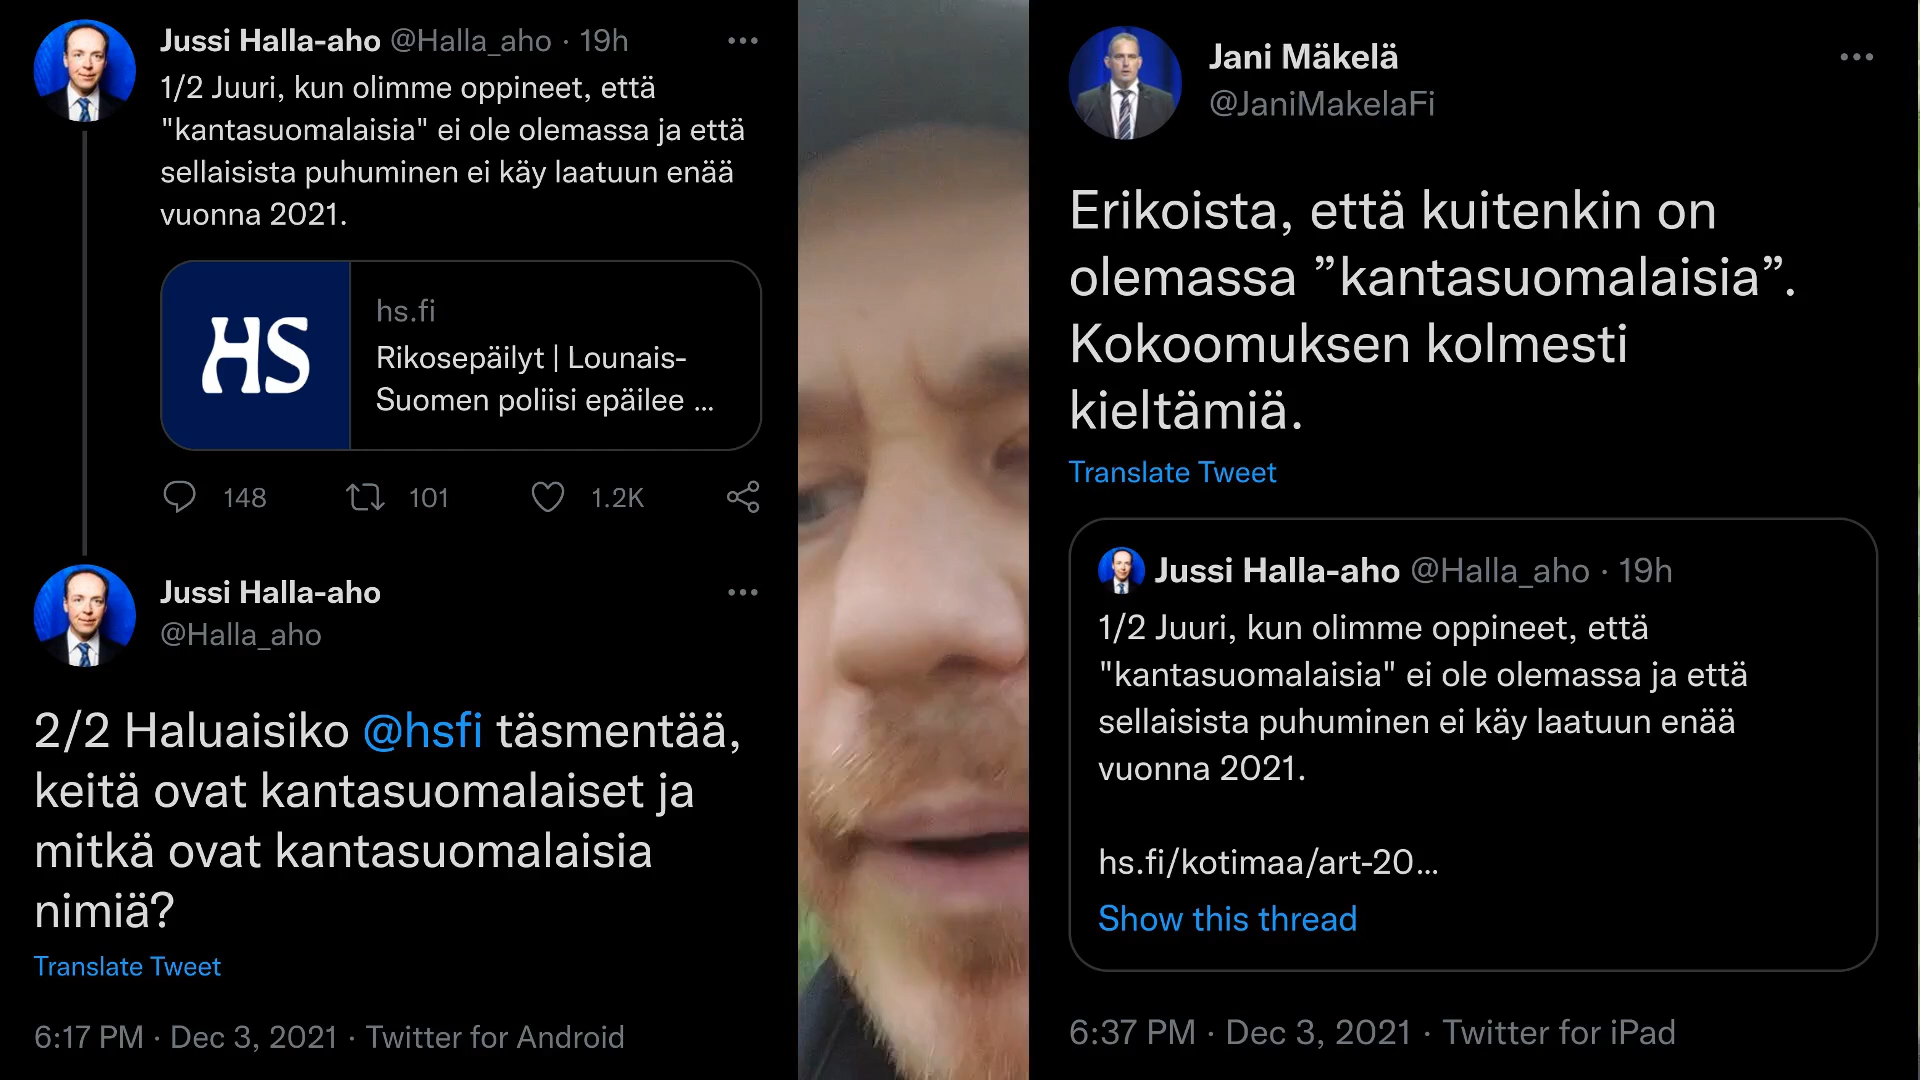 Jussi Halla-aho @Halla_aho · 19h
1/2 Juuri, kun olimme oppineet, että
"kantasuomalaisia" ei ole olemassa ja että
sellaisista puhuminen ei käy laatuun enää
vuonna 2021.
HS
hs.fi
Rikosepäilyt | Lounais-
Suomen poliisi epäilee ...
148 101 1.2K
Jussi Halla-aho
@Halla_aho
2/2 Haluaisiko @hsfi täsmentää,
keitä ovat kantasuomalaiset ja
mitkä ovat kantasuomalaisia
nimiä?
Translate Tweet
6:17 PM · Dec 3, 2021 · Twitter for Android
Jani Mäkelä
@JaniMakelaFi
Erikoista, että kuitenkin on
olemassa ”kantasuomalaisia”.
Kokoomuksen kolmesti
kieltämiä.
Translate Tweet
Jussi Halla-aho @Halla_aho · 19h
1/2 Juuri, kun olimme oppineet, että
"kantasuomalaisia" ei ole olemassa ja että
sellaisista puhuminen ei käy laatuun enää
vuonna 2021.
hs.fi/kotimaa/art-20...
Show this thread
6:37 PM · Dec 3, 2021 · Twitter for iPad